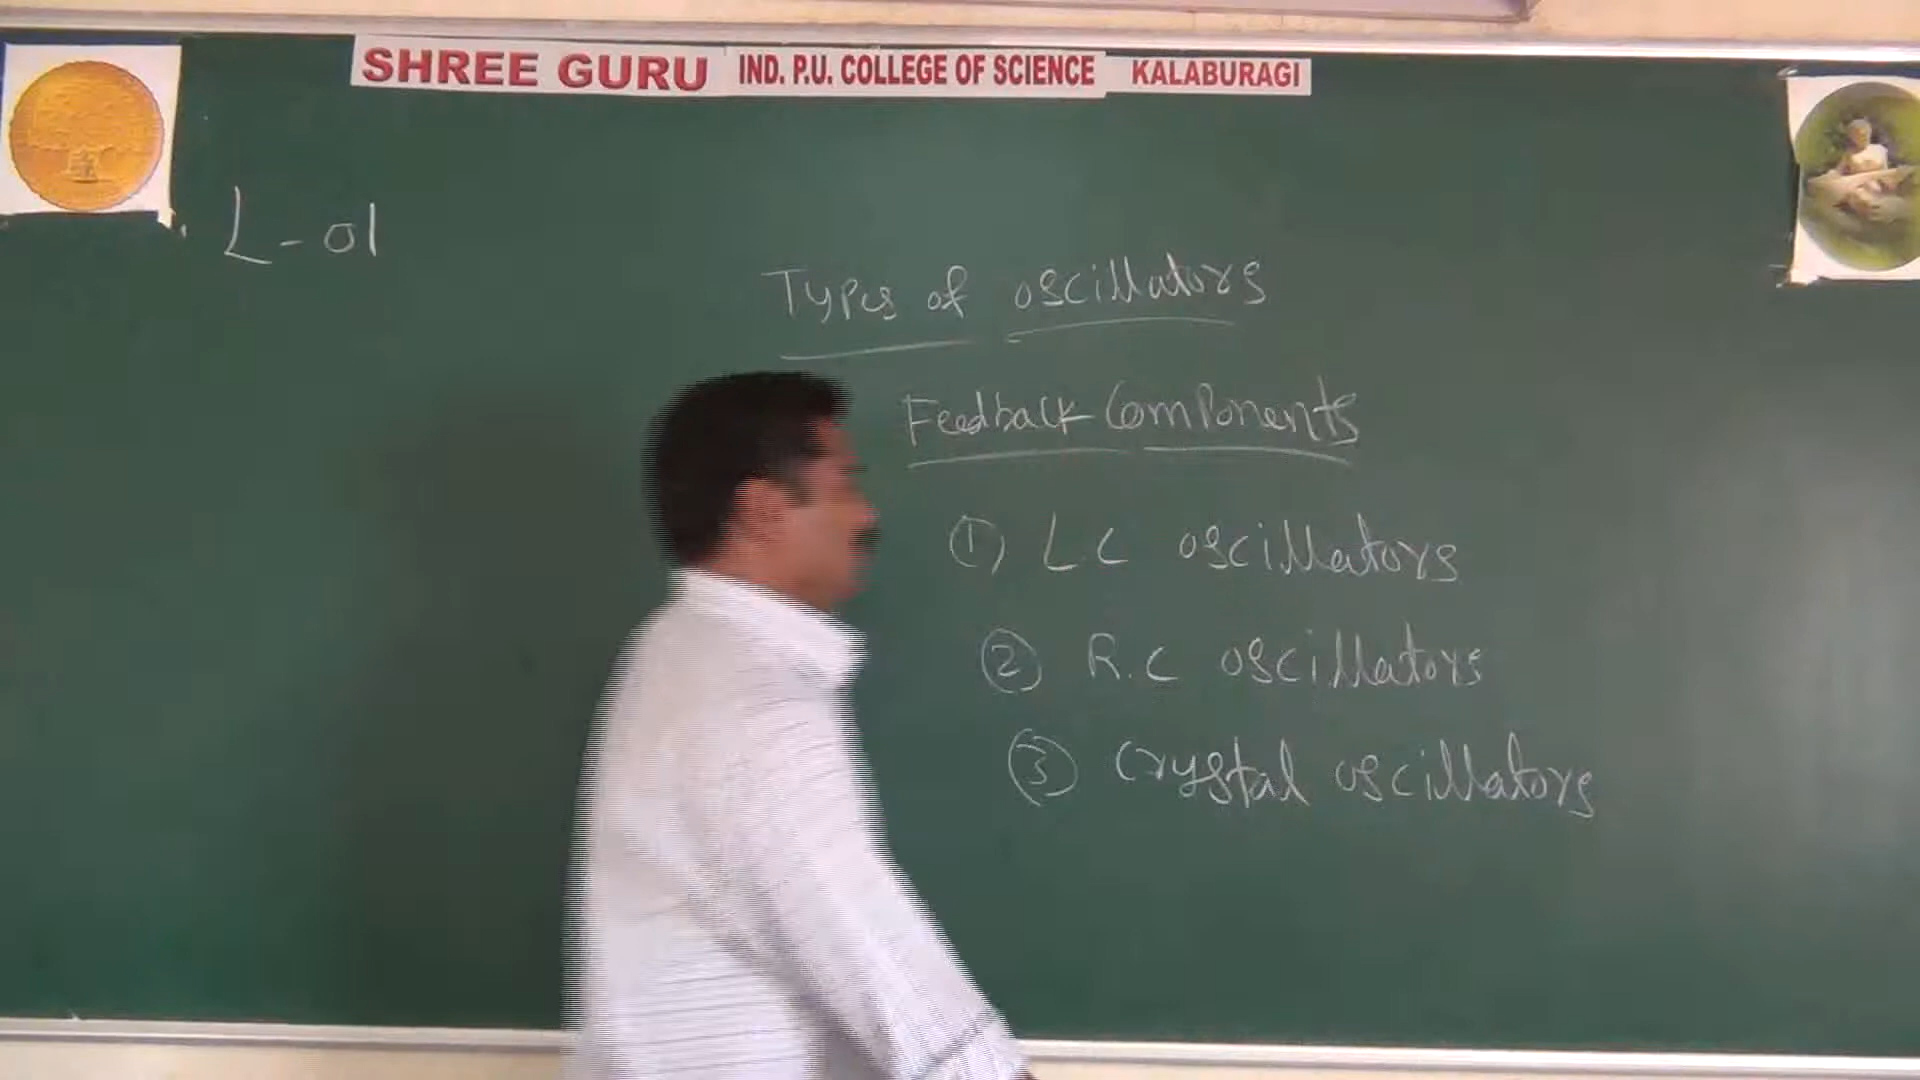 SHREE GURU IND. P.U. COLLEGE OF SCIENCE KALABURAGI
L-01
Types of oscillators
Feedback Components
① LC oscillators
② R.C oscillators
③ Crystal oscillators